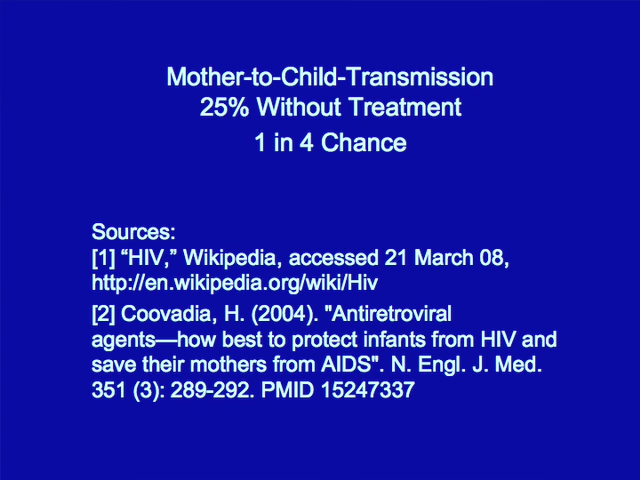 Mother-to-Child-Transmission
25% Without Treatment
1 in 4 Chance
Sources:
[1] “HIV,” Wikipedia, accessed 21 March 08,
http://en.wikipedia.org/wiki/Hiv
[2] Coovadia, H. (2004). "Antiretroviral
agents—how best to protect infants from HIV and
save their mothers from AIDS". N. Engl. J. Med.
351 (3): 289-292. PMID 15247337